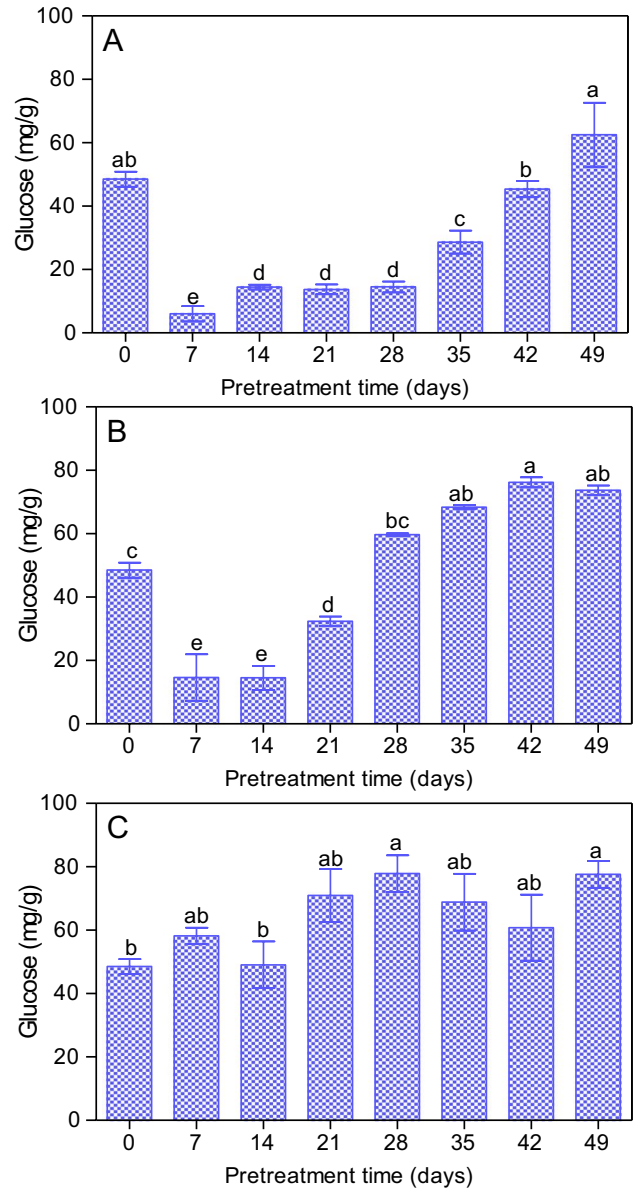 A
Glucose (mg/g)
100
80
60
40
20
0
ab
e
d
d
d
c
b
a
0 7 14 21 28 35 42 49
Pretreatment time (days)
B
Glucose (mg/g)
100
80
60
40
20
0
c
e
e
d
bc
ab
a
ab
0 7 14 21 28 35 42 49
Pretreatment time (days)
C
Glucose (mg/g)
100
80
60
40
20
0
b
ab
b
ab
a
ab
ab
a
0 7 14 21 28 35 42 49
Pretreatment time (days)